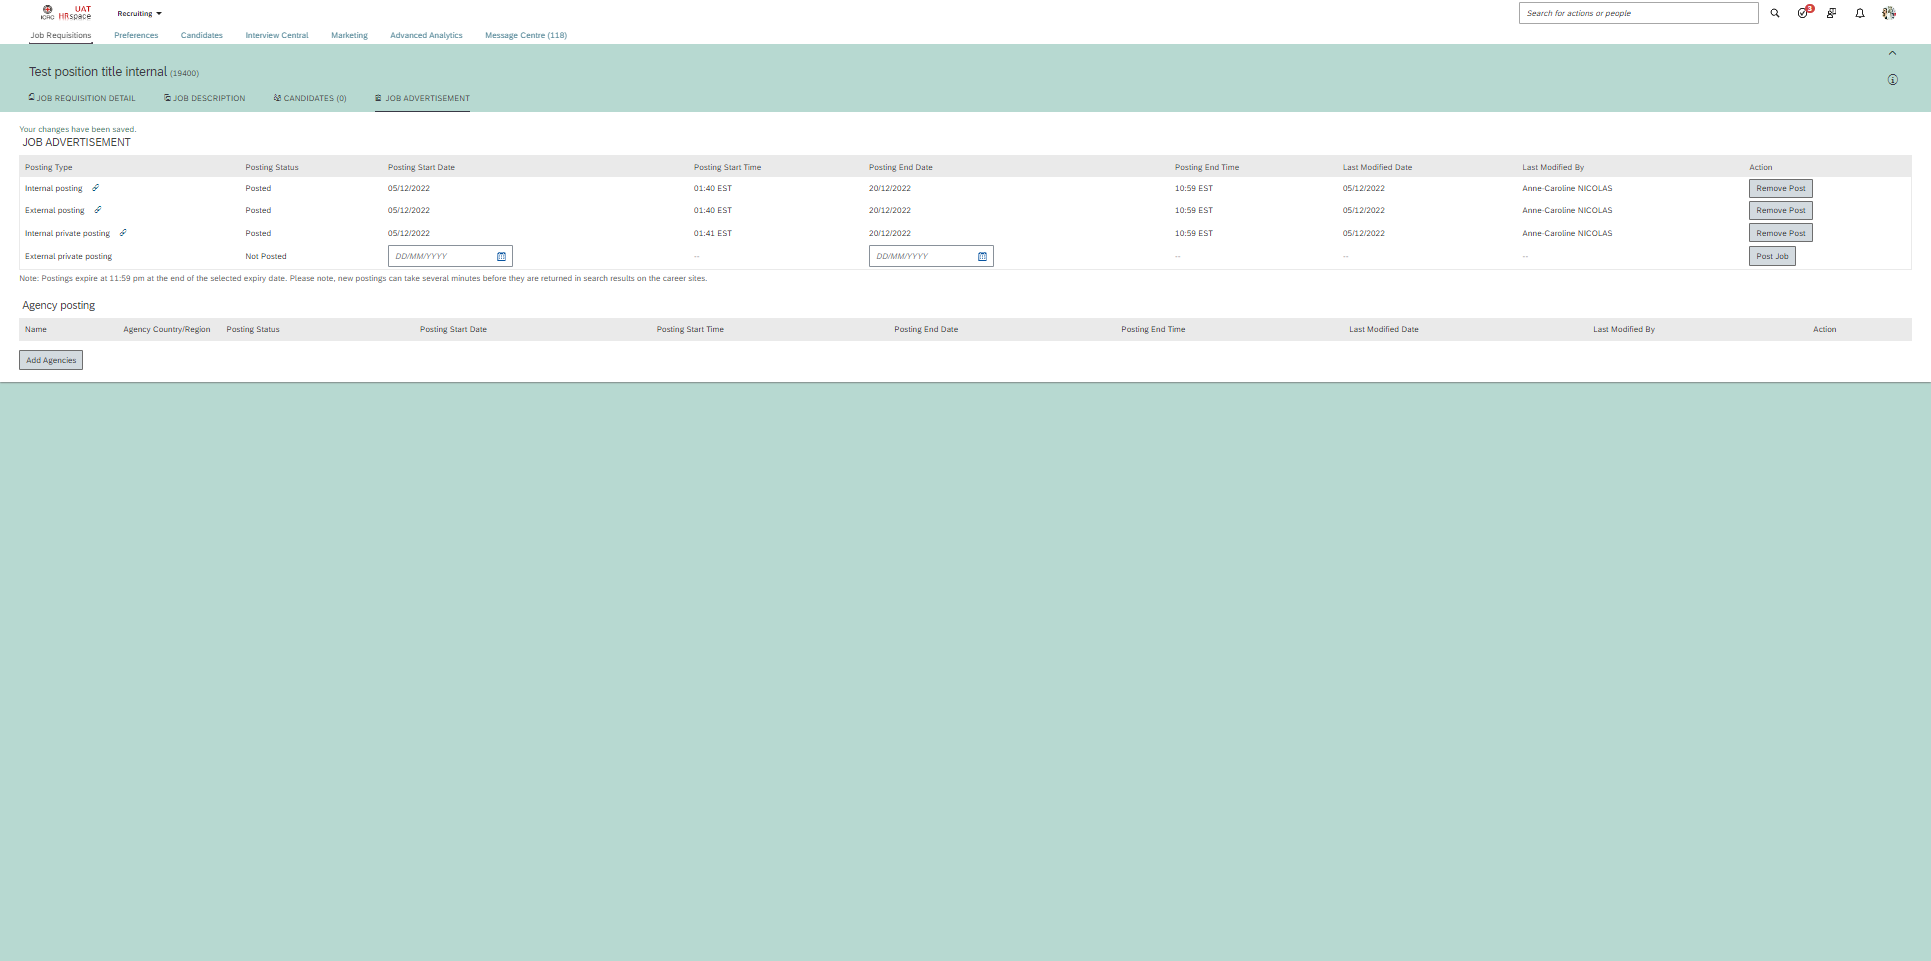 ICRC UAT HRspace Recruiting Search for actions or people 3
Job Requisitions Preferences Candidates Interview Central Marketing Advanced Analytics Message Centre (118)
Test position title internal (19400)
JOB REQUISITION DETAIL JOB DESCRIPTION CANDIDATES (0) JOB ADVERTISEMENT
Your changes have been saved.
JOB ADVERTISEMENT
Posting Type Posting Status Posting Start Date Posting Start Time Posting End Date Posting End Time Last Modified Date Last Modified By Action
Internal posting Posted 05/12/2022 01:40 EST 20/12/2022 10:59 EST 05/12/2022 Anne-Caroline NICOLAS Remove Post
External posting Posted 05/12/2022 01:40 EST 20/12/2022 10:59 EST 05/12/2022 Anne-Caroline NICOLAS Remove Post
Internal private posting Posted 05/12/2022 01:41 EST 20/12/2022 10:59 EST 05/12/2022 Anne-Caroline NICOLAS Remove Post
External private posting Not Posted DD/MM/YYYY -- DD/MM/YYYY -- -- -- Post Job
Note: Postings expire at 11:59 pm at the end of the selected expiry date. Please note, new postings can take several minutes before they are returned in search results on the career sites.
Agency posting
Name Agency Country/Region Posting Status Posting Start Date Posting Start Time Posting End Date Posting End Time Last Modified Date Last Modified By Action
Add Agencies